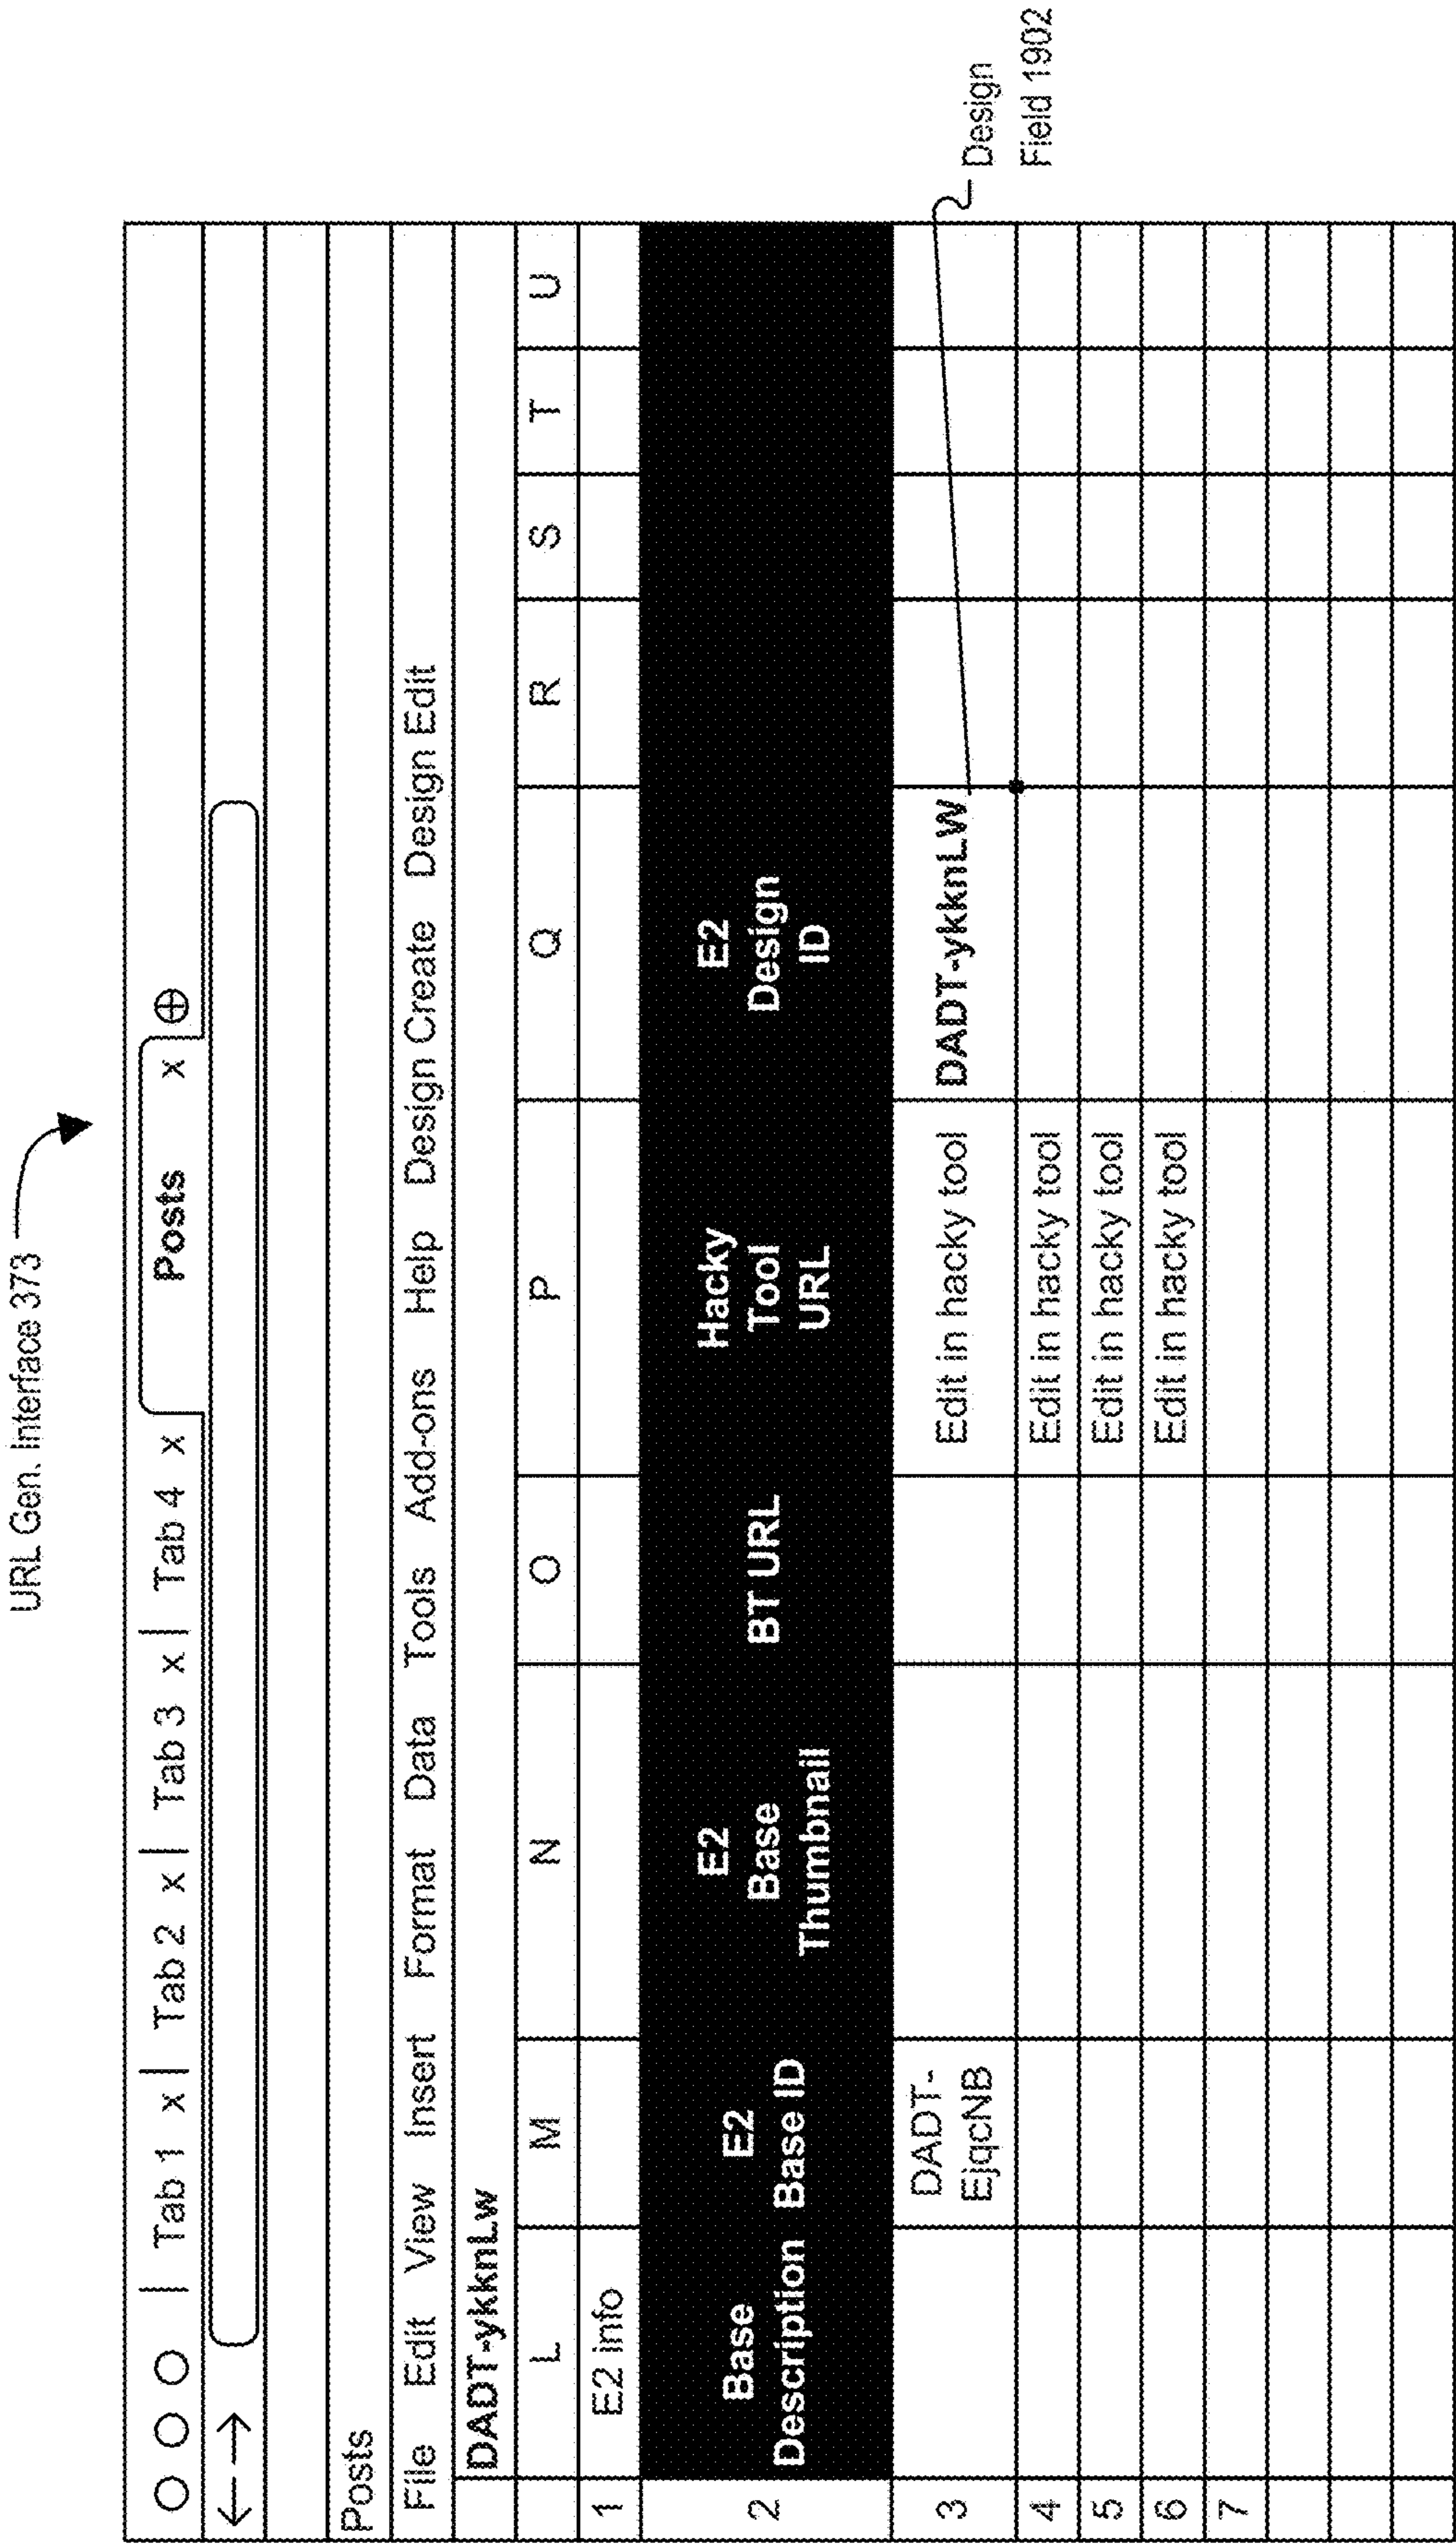 URL Gen. Interface 373
Tab 1 x | Tab 2 x | Tab 3 x | Tab 4 x Posts x
Posts
File Edit View Insert Format Data Tools Add-ons Help Design Create Design Edit
DADT-ykknLw
L M N O P Q R S T U
1 E2 info
2
Base
Description
E2
Base ID
E2
Base
Thumbnail
BT URL
Hacky
Tool
URL
E2
Design
ID
3
DADT-
EjqcNB
Edit in hacky tool
DADT-ykknLW
4 Edit in hacky tool
5 Edit in hacky tool
6 Edit in hacky tool
7
Design
Field 1902